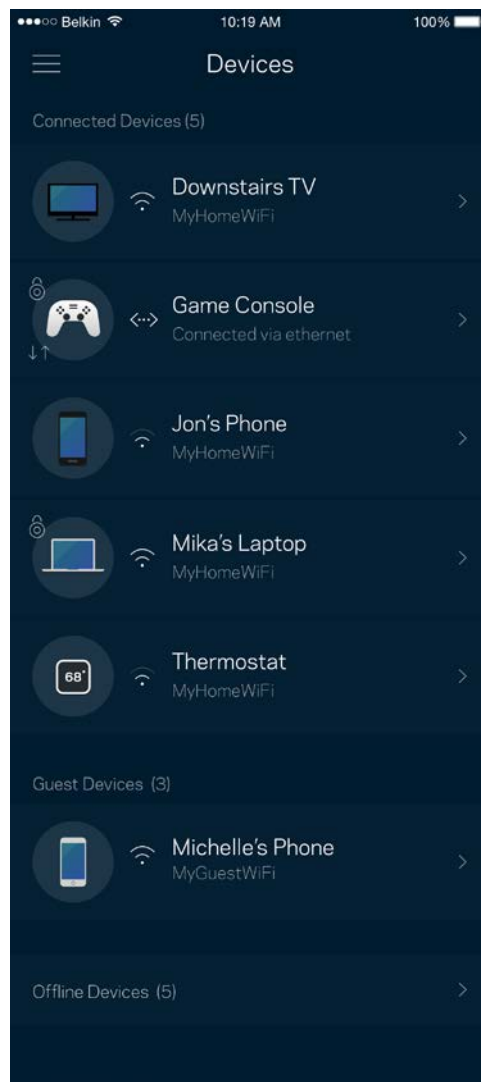 Belkin 10:19 AM 100%
Devices
Connected Devices (5)
Downstairs TV
MyHomeWiFi
Game Console
Connected via ethernet
Jon's Phone
MyHomeWiFi
Mika's Laptop
MyHomeWiFi
68°
Thermostat
MyHomeWiFi
Guest Devices (3)
Michelle's Phone
MyGuestWiFi
Offline Devices (5)